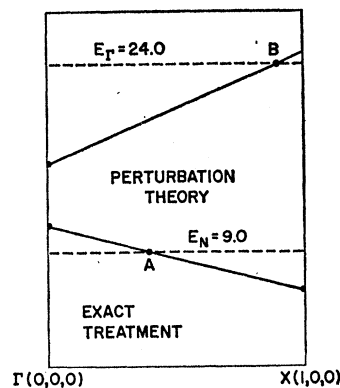 E_Γ = 24.0
B
PERTURBATION
THEORY
E_N = 9.0
A
EXACT
TREATMENT
Γ(0,0,0) X(1,0,0)